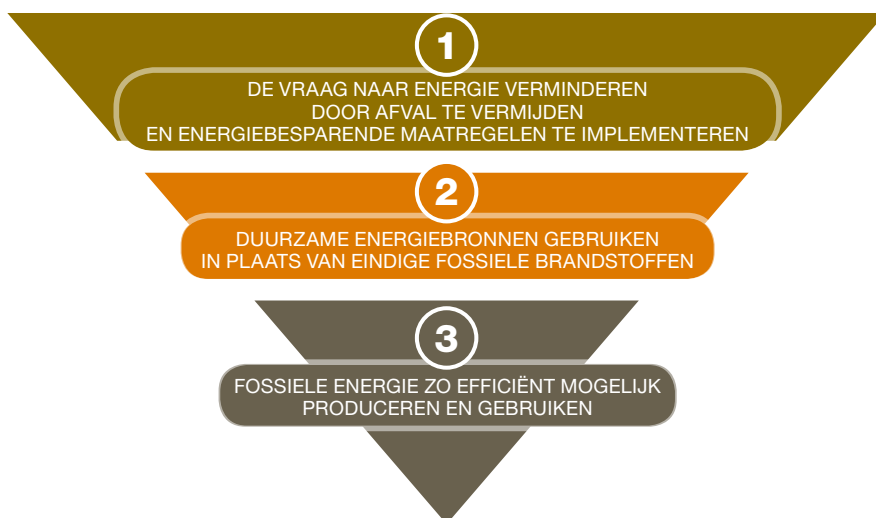 1
DE VRAAG NAAR ENERGIE VERMINDEREN
DOOR AFVAL TE VERMIJDEN
EN ENERGIEBESPARENDE MAATREGELEN TE IMPLEMENTEREN
2
DUURZAME ENERGIEBRONNEN GEBRUIKEN
IN PLAATS VAN EINDIGE FOSSIELE BRANDSTOFFEN
3
FOSSIELE ENERGIE ZO EFFICIËNT MOGELIJK
PRODUCEREN EN GEBRUIKEN